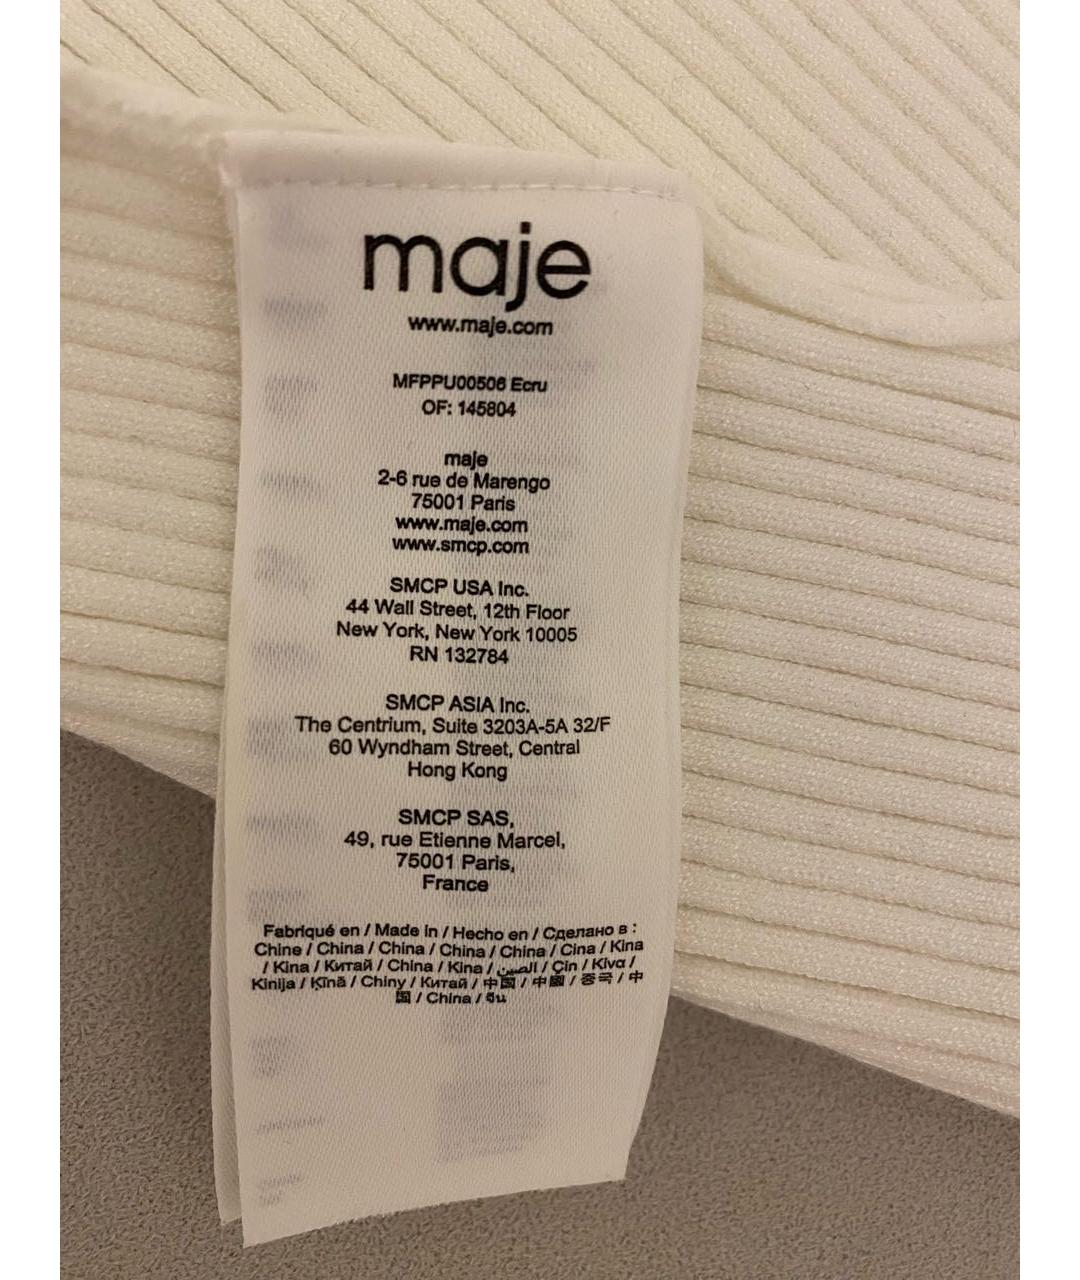 maje
www.maje.com
MFPPU00506 Ecru
OF: 145804
maje
2-6 rue de Marengo
75001 Paris
www.maje.com
www.smcp.com
SMCP USA Inc.
44 Wall Street, 12th Floor
New York, New York 10005
RN 132784
SMCP ASIA Inc.
The Centrium, Suite 3203A-5A 32/F
60 Wyndham Street, Central
Hong Kong
SMCP SAS,
49, rue Etienne Marcel,
75001 Paris,
France
Fabriqué en / Made in / Hecho en / Сделано в :
Chine / China / China / China / China / Cina / Kina
/ Kina / Китай / China / Kina / الصين / Çin / Κίνα /
Kinija / Ķīnā / Chiny / Китай / 中国 / 中國 / 중국 / 中
国 / China / จีน